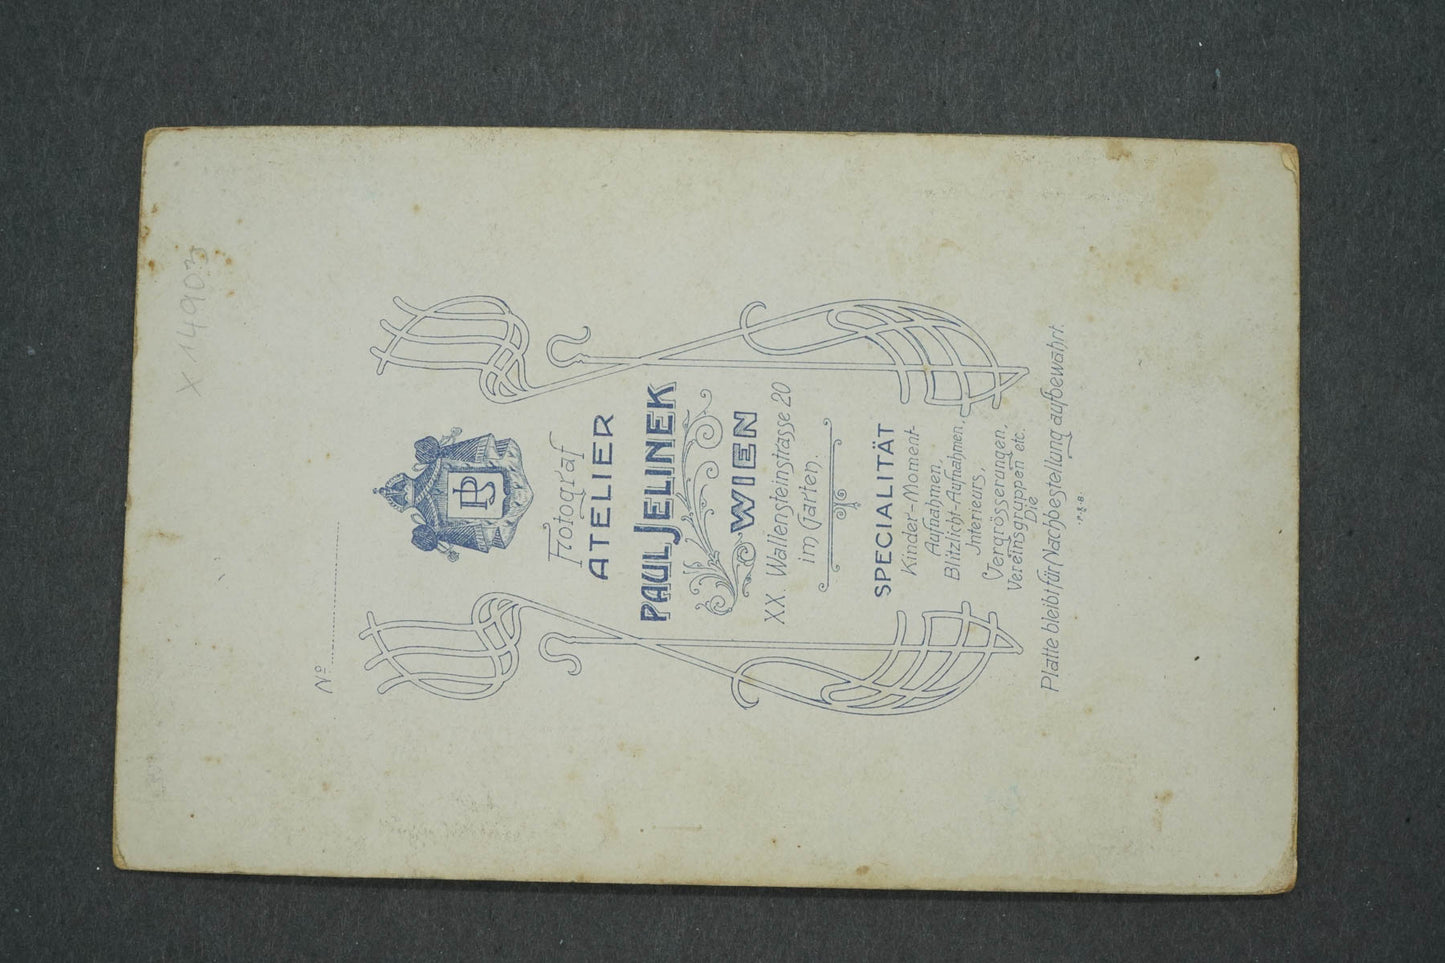 X 14903
Nº
PB
Fotograf
ATELIER
PAUL JELINEK
WIEN
XX. Wallensteinstrasse 20
im Garten.
SPECIALITÄT
Kinder-Moment-
Aufnahmen,
Blitzlicht-Aufnahmen,
Interieurs,
Vergrösserungen,
Vereinsgruppen etc.
Die
Platte bleibt für Nachbestellung aufbewahrt.